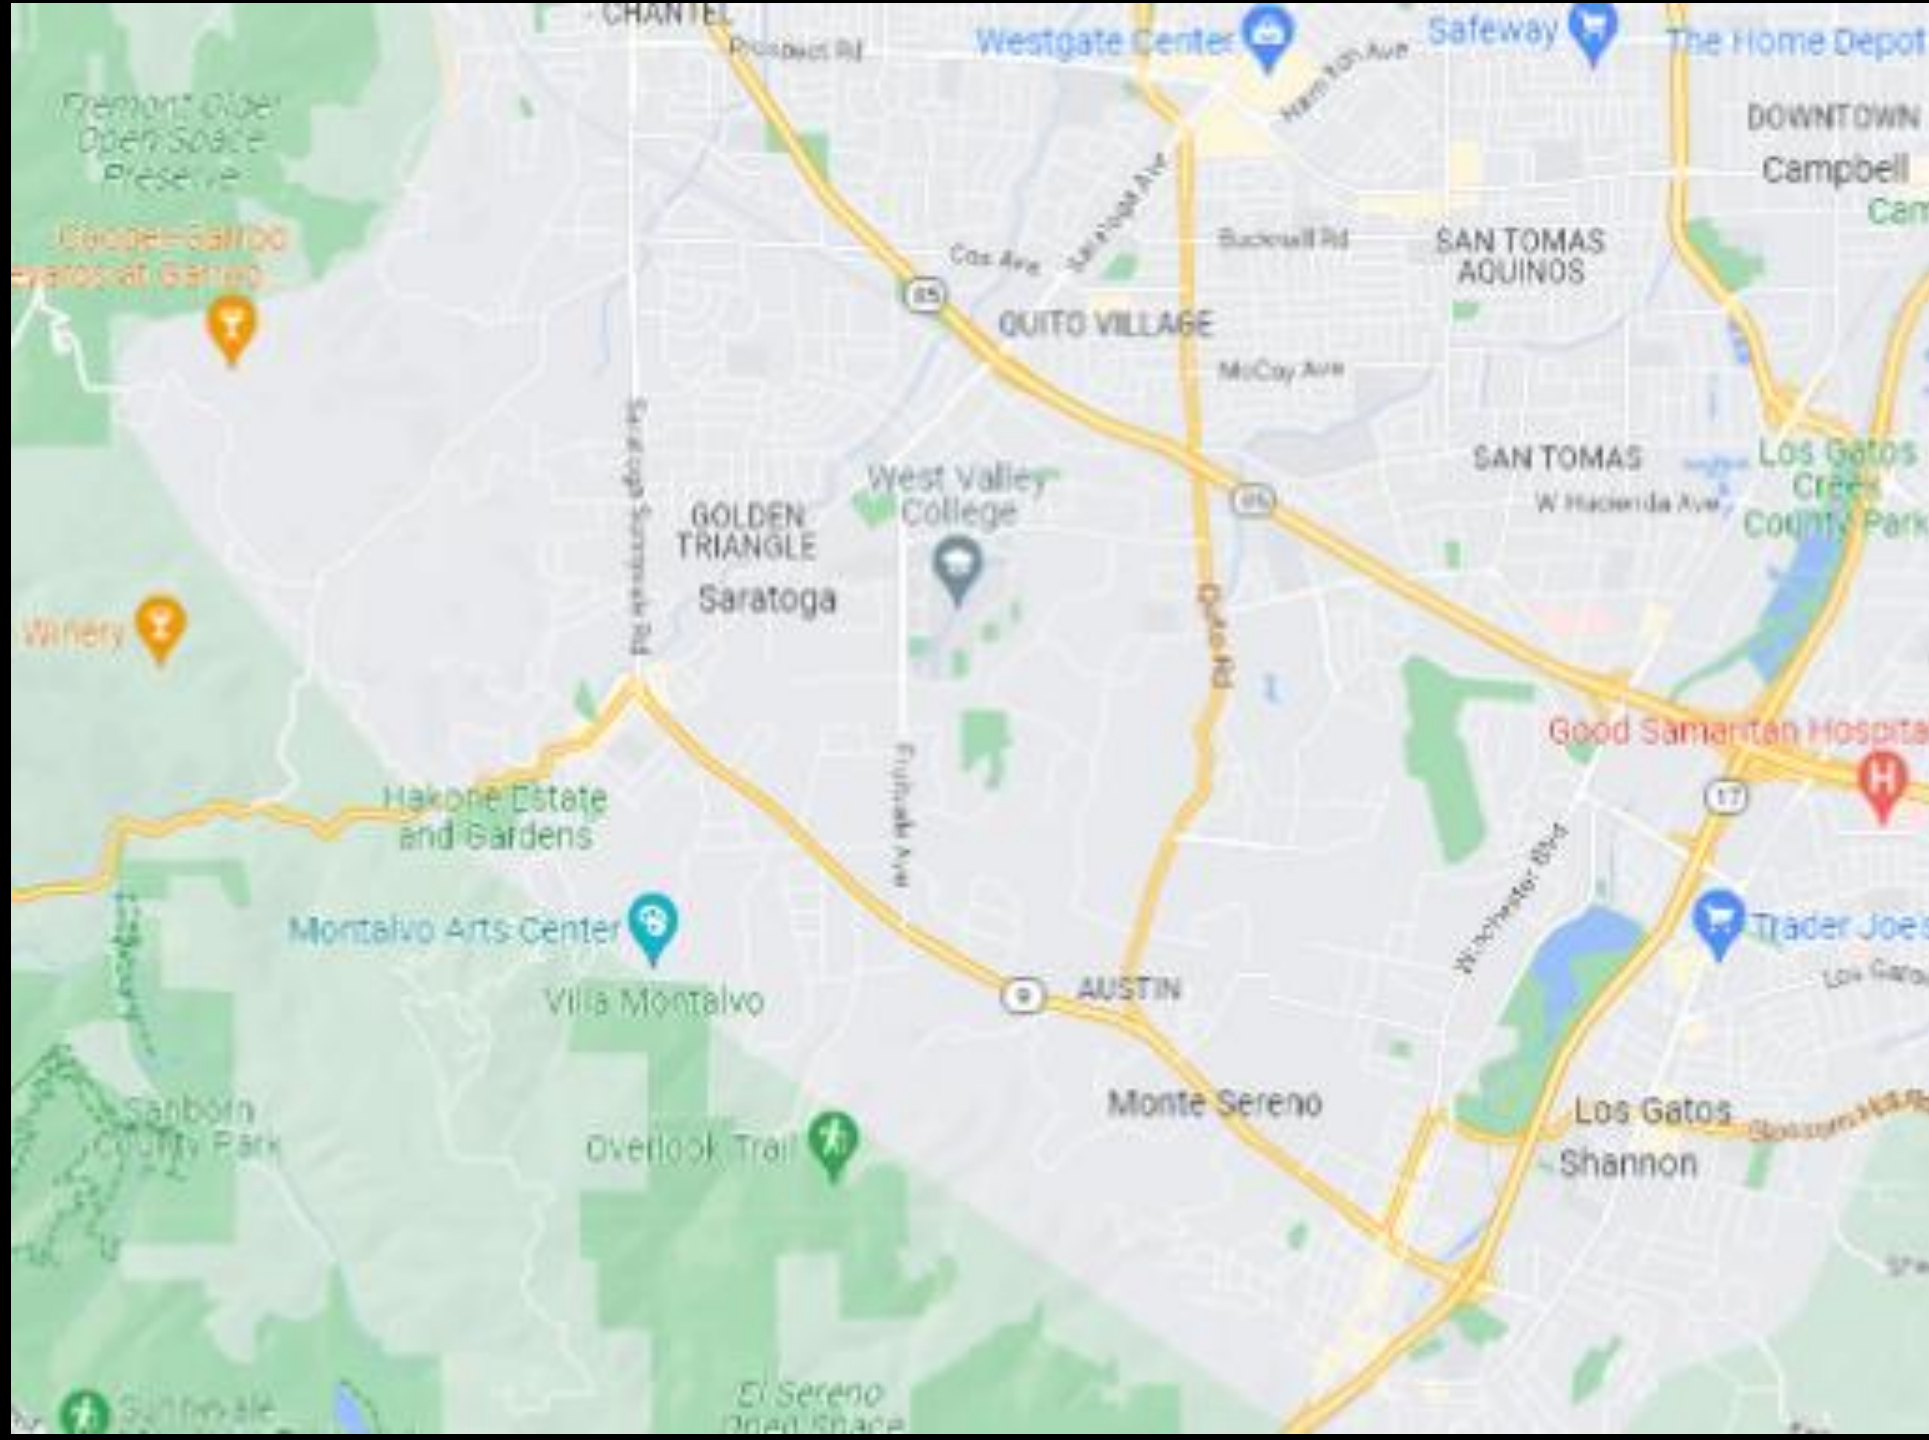 CHANTEL
Prospect Rd
Westgate Center
Safeway
The Home Depot
Open Space
Preserve
DOWNTOWN
Campbell
Saratoga Ave
Cox Ave
Bucknall Rd
SAN TOMAS
AQUINOS
85
QUITO VILLAGE
McCoy Ave
Saratoga Sunnyvale Rd
West Valley
College
GOLDEN
TRIANGLE
Saratoga
SAN TOMAS
W Hacienda Ave
85
Los Gatos
Creek
County Park
Winery
Quito Rd
Good Samaritan Hospita
H
17
Fruitvale Ave
Hakone Estate
and Gardens
Winchester Blvd
Montalvo Arts Center
Villa Montalvo
Trader Joe's
9
AUSTIN
Monte Sereno
Los Gatos
Shannon
Sanborn
County Park
Overlook Trail
El Sereno
Open Space
Sunnyvale